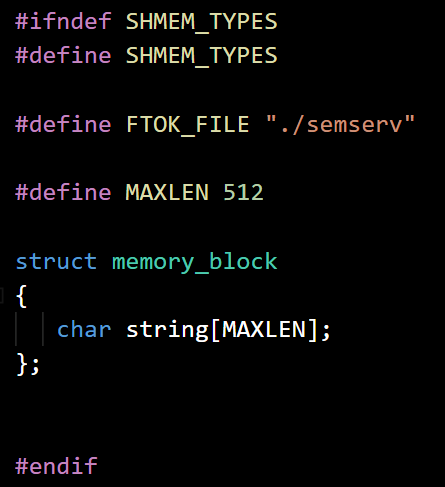 #ifndef SHMEM_TYPES
#define SHMEM_TYPES
#define FTOK_FILE "./semserv"
#define MAXLEN 512
struct memory_block
{
char string[MAXLEN];
};
#endif